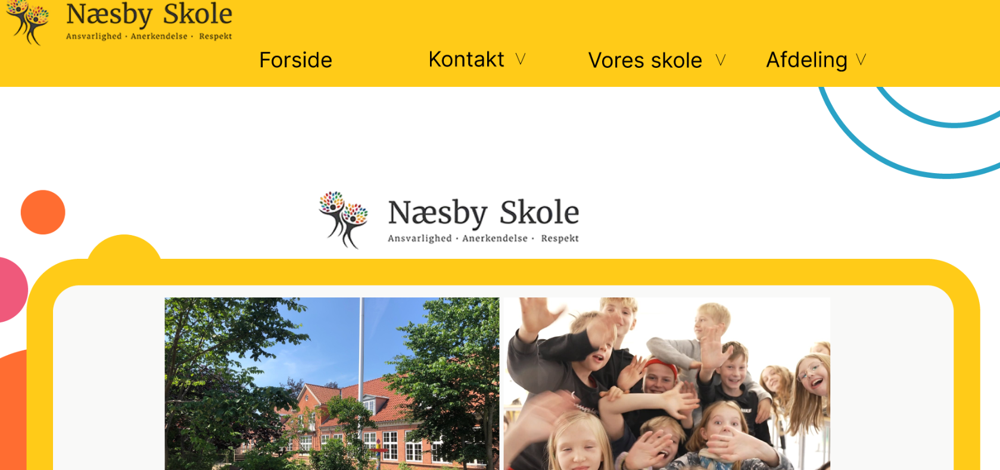 Næsby Skole
Ansvarlighed · Anerkendelse · Respekt
Forside Kontakt Vores skole Afdeling
Næsby Skole
Ansvarlighed · Anerkendelse · Respekt